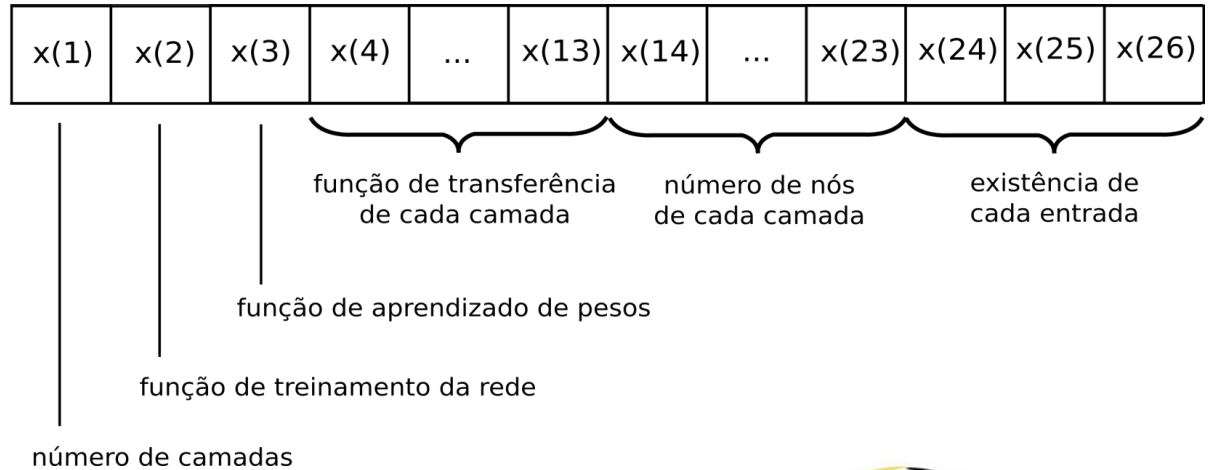 x(1) x(2) x(3) x(4) ... x(13) x(14) ... x(23) x(24) x(25) x(26)
função de transferência
de cada camada
número de nós
de cada camada
existência de
cada entrada
função de aprendizado de pesos
função de treinamento da rede
número de camadas